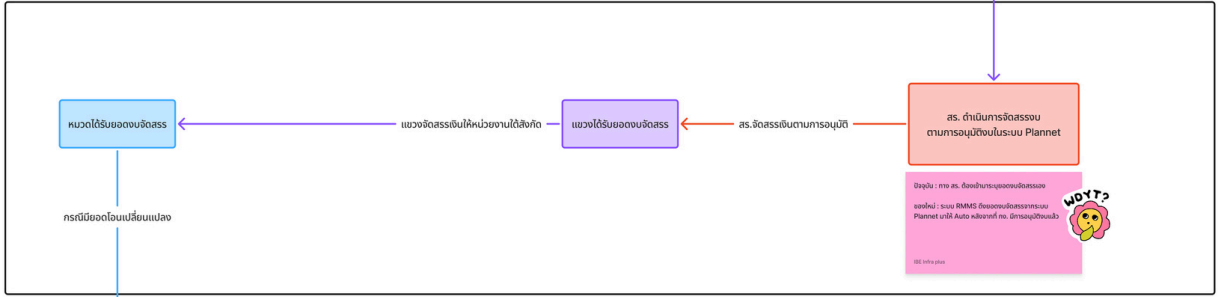 หมวดได้รับยอดงบจัดสรร
แขวงจัดสรรเงินให้หน่วยงานใต้สังกัด
แขวงได้รับยอดงบจัดสรร
สร.จัดสรรเงินตามการอนุมัติ
สร. ดำเนินการจัดสรรงบ
ตามการอนุมัติงบในระบบ Plannet
ปัจจุบัน : ทาง สร. ต้องเข้ามาระบุยอดงบจัดสรรเอง
ของใหม่ : ระบบ RMMS ดึงยอดงบจัดสรรจากระบบ
Plannet มาให้ Auto หลังจากที่ กง. มีการอนุมัติงบแล้ว
WDYT?
ISE Infra plus
กรณีมียอดโอนเปลี่ยนแปลง